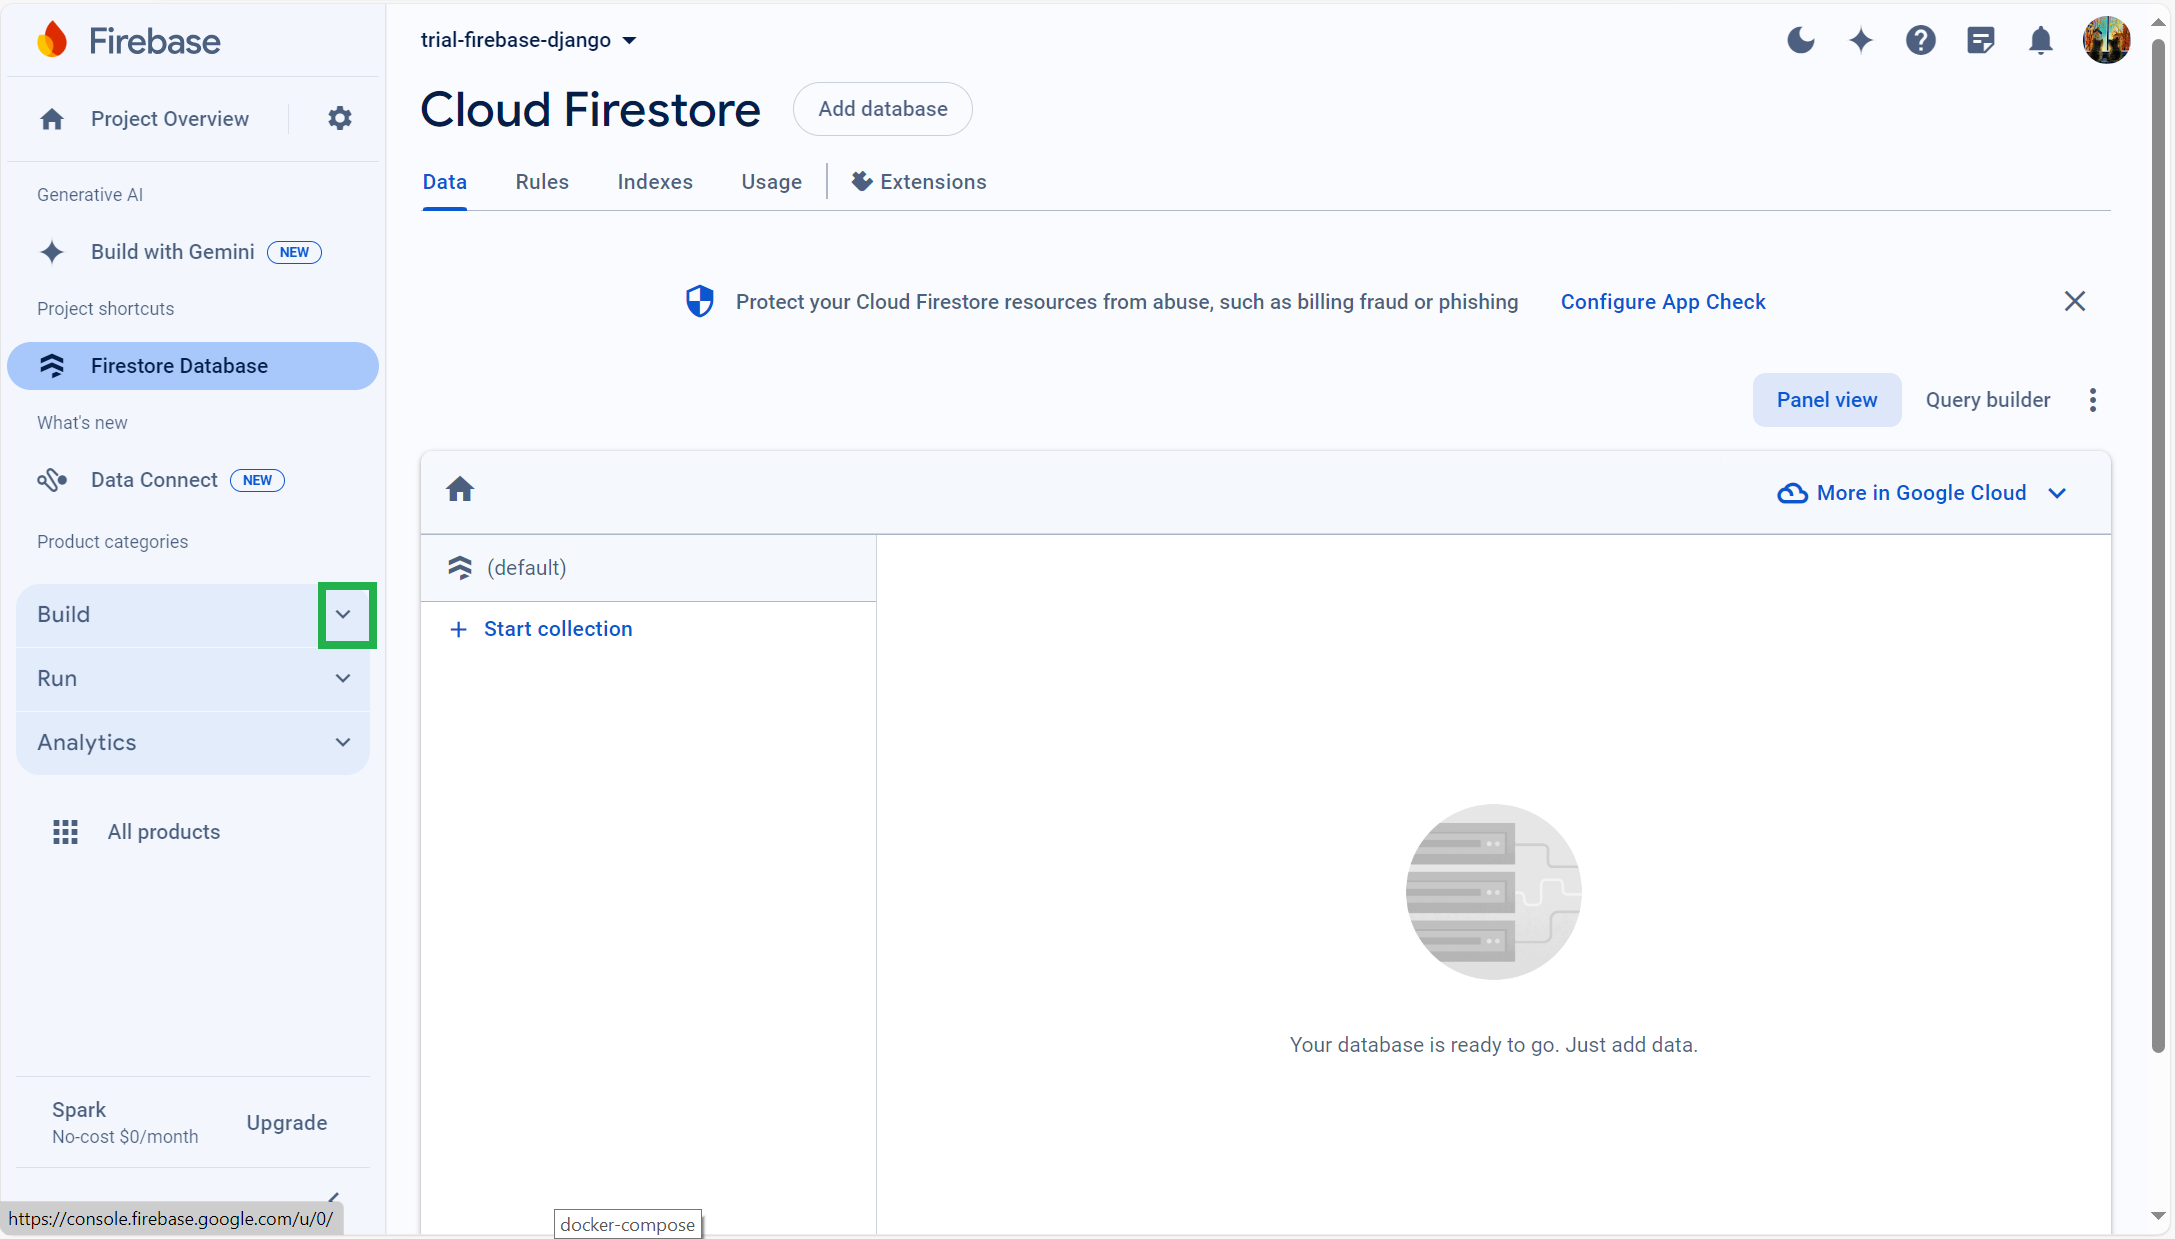 Firebase
trial-firebase-django
Project Overview
Cloud Firestore
Add database
Data
Rules
Indexes
Usage
Extensions
Generative AI
Build with Gemini NEW
Project shortcuts
Firestore Database
What's new
Data Connect NEW
Product categories
Build
Run
Analytics
All products
Spark
No-cost $0/month
Upgrade
Protect your Cloud Firestore resources from abuse, such as billing fraud or phishing
Configure App Check
Panel view
Query builder
More in Google Cloud
(default)
+ Start collection
Your database is ready to go. Just add data.
https://console.firebase.google.com/u/0/
docker-compose